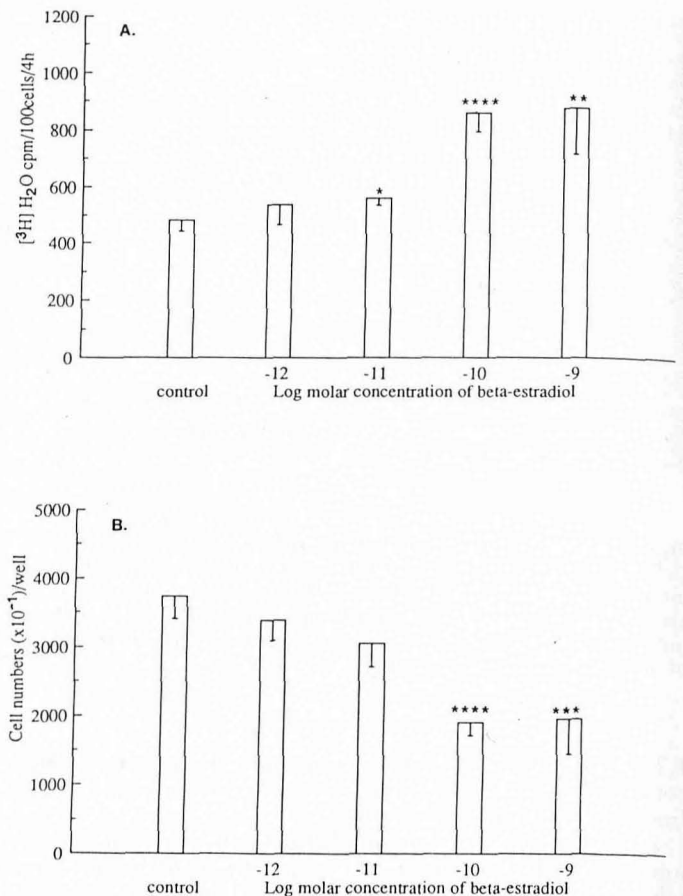 A.
[³H] H₂O cpm/100cells/4h
1200
1000
800
600
400
200
0
*
****
**
-12 -11 -10 -9
control Log molar concentration of beta-estradiol
B.
Cell numbers (x10⁻¹)/well
5000
4000
3000
2000
1000
0
****
***
-12 -11 -10 -9
control Log molar concentration of beta-estradiol